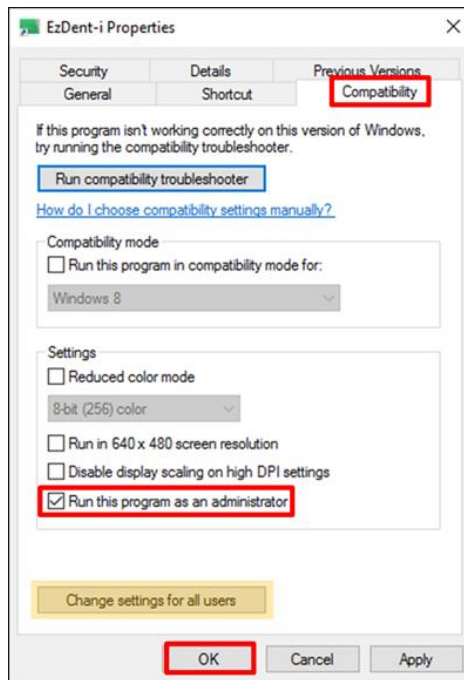 EzDent-i Properties
Security Details Previous Versions
General Shortcut Compatibility
If this program isn't working correctly on this version of Windows,
try running the compatibility troubleshooter.
Run compatibility troubleshooter
How do I choose compatibility settings manually?
Compatibility mode
Run this program in compatibility mode for:
Windows 8
Settings
Reduced color mode
8-bit (256) color
Run in 640 x 480 screen resolution
Disable display scaling on high DPI settings
Run this program as an administrator
Change settings for all users
OK Cancel Apply